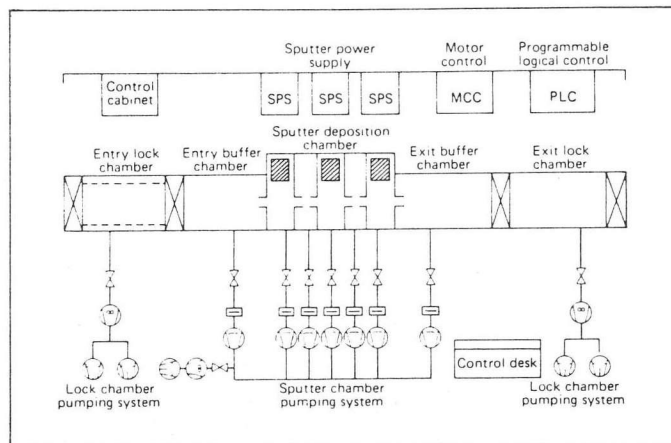 Sputter power
supply
Motor
control
Programmable
logical control
Control
cabinet
SPS
SPS
SPS
MCC
PLC
Sputter deposition
chamber
Entry lock
chamber
Entry buffer
chamber
Exit buffer
chamber
Exit lock
chamber
Control desk
Lock chamber
pumping system
Sputter chamber
pumping system
Lock chamber
pumping system